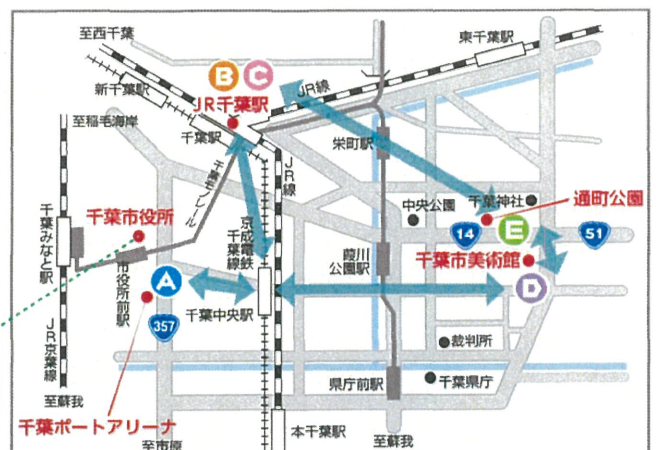 至西千葉
東千葉駅
B
C
JR線
新千葉駅
JR千葉駅
至稲毛海岸
千葉駅
栄町駅
千葉モノレール
JR線
中央公園
千葉神社
通町公園
千葉みなと駅
千葉市役所
京成千葉線
電鉄
14
E
51
葭川
公園駅
千葉市美術館
市役所前駅
A
D
357
千葉中央駅
JR京葉線
裁判所
県庁前駅
千葉県庁
至蘇我
千葉ポートアリーナ
至市原
本千葉駅
至蘇我